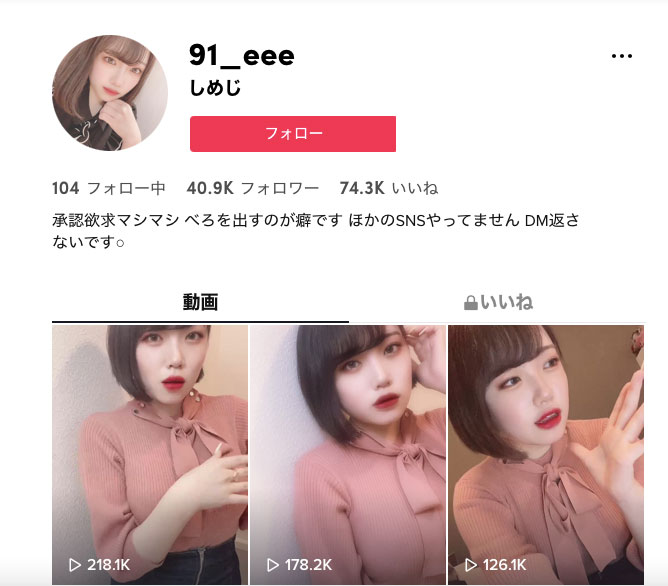 91_eee
しめじ
フォロー
104 フォロー中 40.9K フォロワー 74.3K いいね
承認欲求マシマシ べろを出すのが癖です ほかのSNSやってません DM返さ
ないです○
動画 いいね
218.1K 178.2K 126.1K